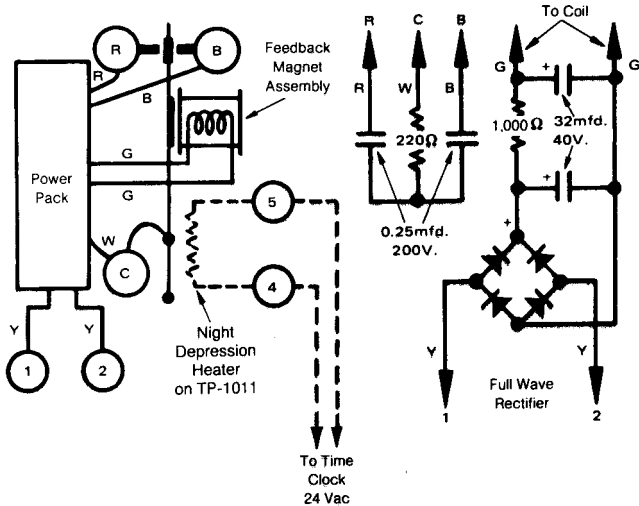 R
B
Feedback
Magnet
Assembly
R
B
G
G
Power
Pack
W
C
Y
Y
1
2
5
4
Night
Depression
Heater
on TP-1011
To Time
Clock
24 Vac
R
C
B
R
W
B
220Ω
0.25mfd.
200V.
To Coil
G
G
+
1,000Ω
32mfd.
40V.
+
+
Y
Y
Full Wave
Rectifier
1
2